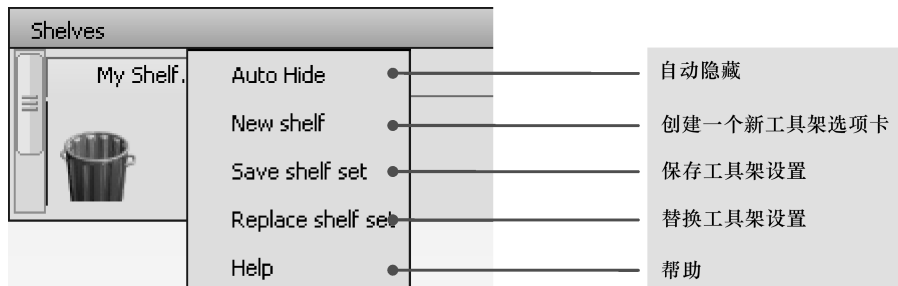 Shelves
My Shelf.
Auto Hide
自动隐藏
New shelf
创建一个新工具架选项卡
Save shelf set
保存工具架设置
Replace shelf set
替换工具架设置
Help
帮助